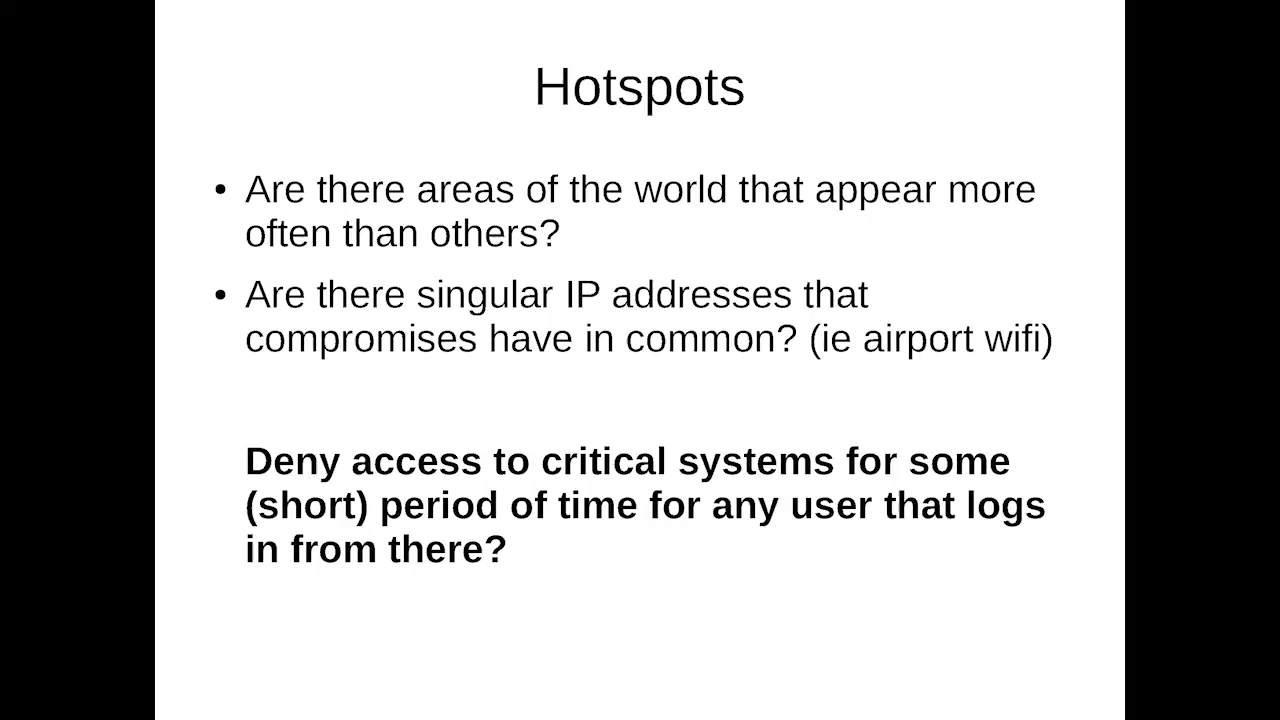 Hotspots
• Are there areas of the world that appear more
often than others?
• Are there singular IP addresses that
compromises have in common? (ie airport wifi)
Deny access to critical systems for some
(short) period of time for any user that logs
in from there?